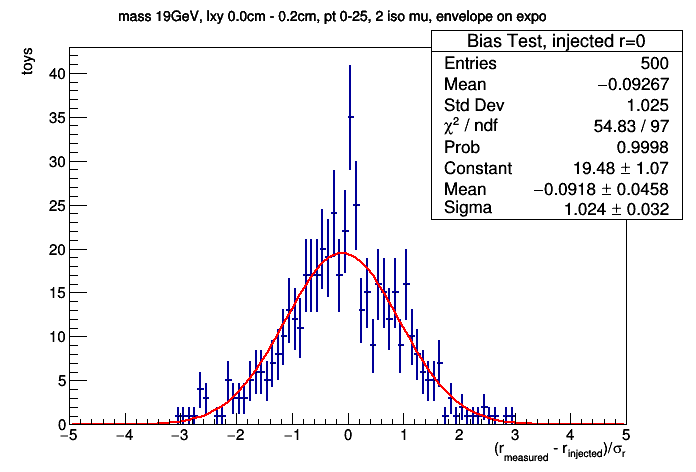 mass 19GeV, lxy 0.0cm - 0.2cm, pt 0-25, 2 iso mu, envelope on expo
Bias Test, injected r=0
Entries 500
Mean −0.09267
Std Dev 1.025
χ² / ndf 54.83 / 97
Prob 0.9998
Constant 19.48 ± 1.07
Mean −0.0918 ± 0.0458
Sigma 1.024 ± 0.032
toys
40
35
30
25
20
15
10
5
0
−5 −4 −3 −2 −1 0 1 2 3 4 5
(r_measured - r_injected)/σ_r